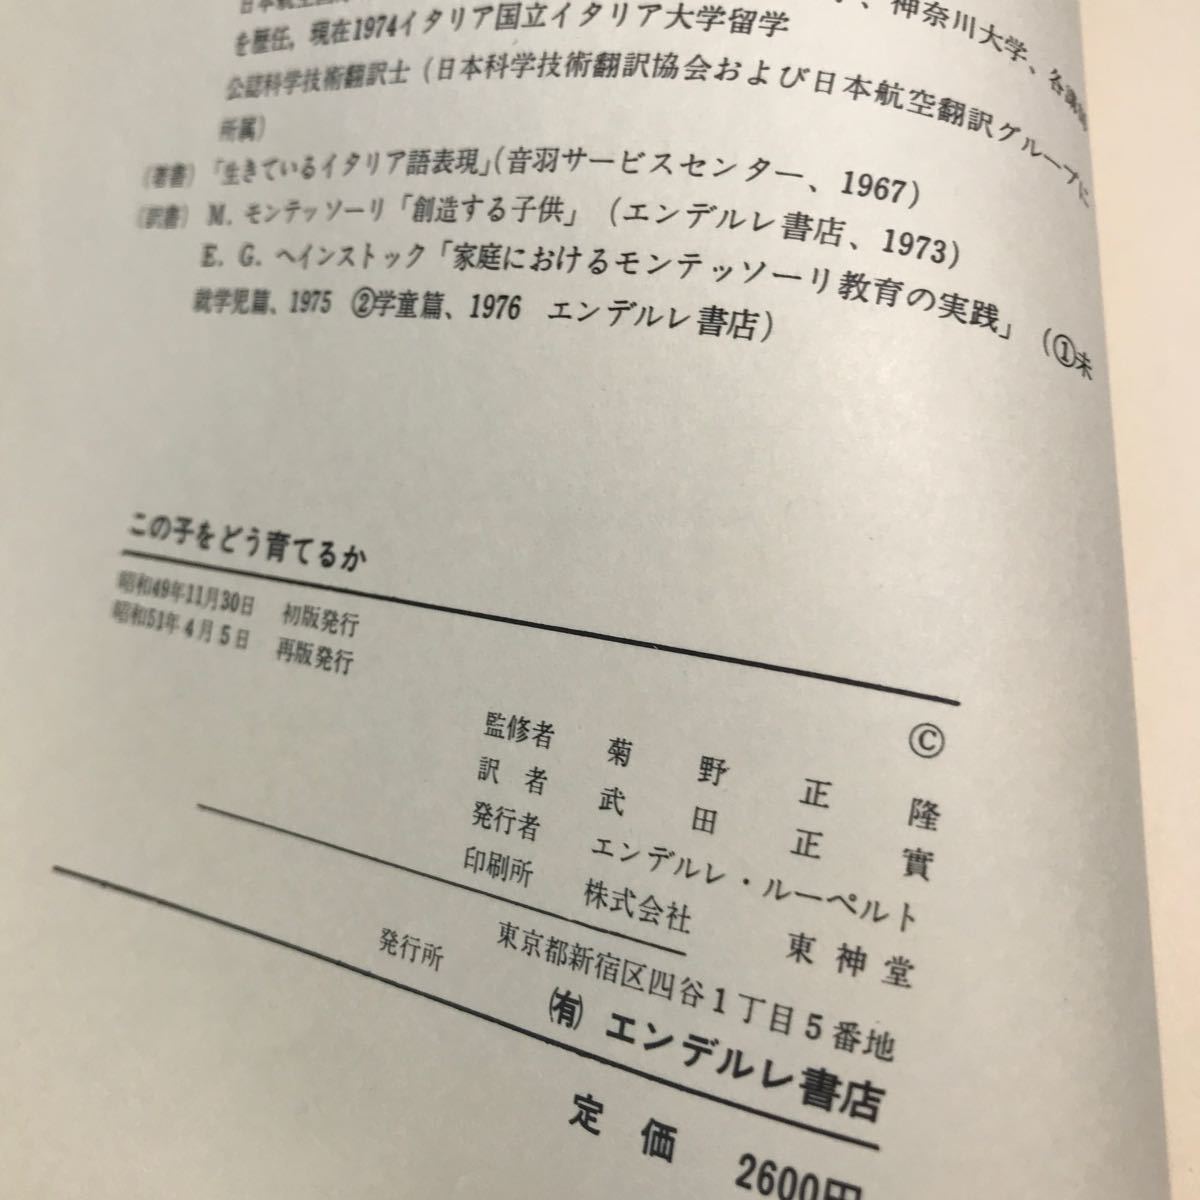 神奈川大学、各講師
を歴任，現在1974イタリア国立イタリア大学留学
公認科学技術翻訳士（日本科学技術翻訳協会および日本航空翻訳グループに
所属）
（著書）「生きているイタリア語表現」（音羽サービスセンター、1967）
（訳書）M. モンテッソーリ「創造する子供」（エンデルレ書店、1973）
E. G. ヘインストック「家庭におけるモンテッソーリ教育の実践」（①未
就学児篇、1975　②学童篇、1976　エンデルレ書店）
この子をどう育てるか
昭和49年11月30日　初版発行
昭和51年4月5日　再版発行
©
監修者　菊野正隆
訳者　武田正實
発行者　エンデルレ・ルーペルト
印刷所　株式会社　東神堂
東京都新宿区四谷1丁目5番地
発行所　㈲エンデルレ書店
定価　2600円